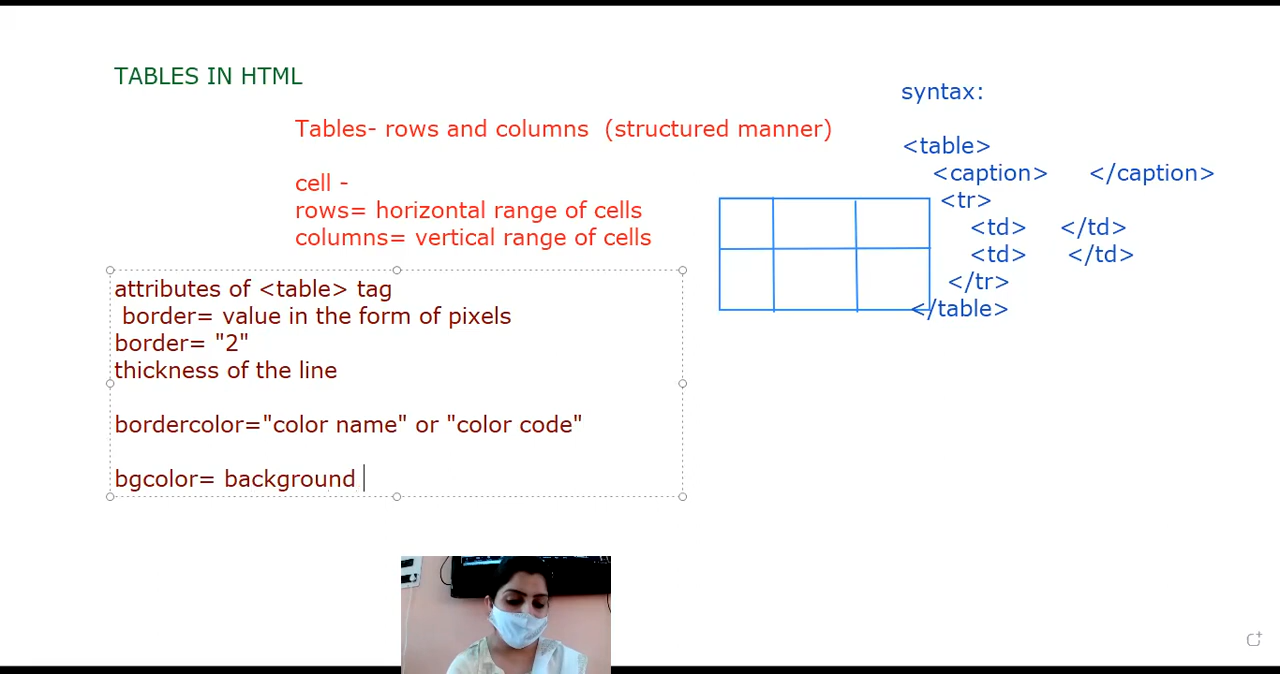 TABLES IN HTML
Tables- rows and columns (structured manner)
cell -
rows= horizontal range of cells
columns= vertical range of cells
attributes of <table> tag
border= value in the form of pixels
border= "2"
thickness of the line
bordercolor="color name" or "color code"
bgcolor= background
syntax:
<table>
<caption> </caption>
<tr>
<td> </td>
<td> </td>
</tr>
</table>